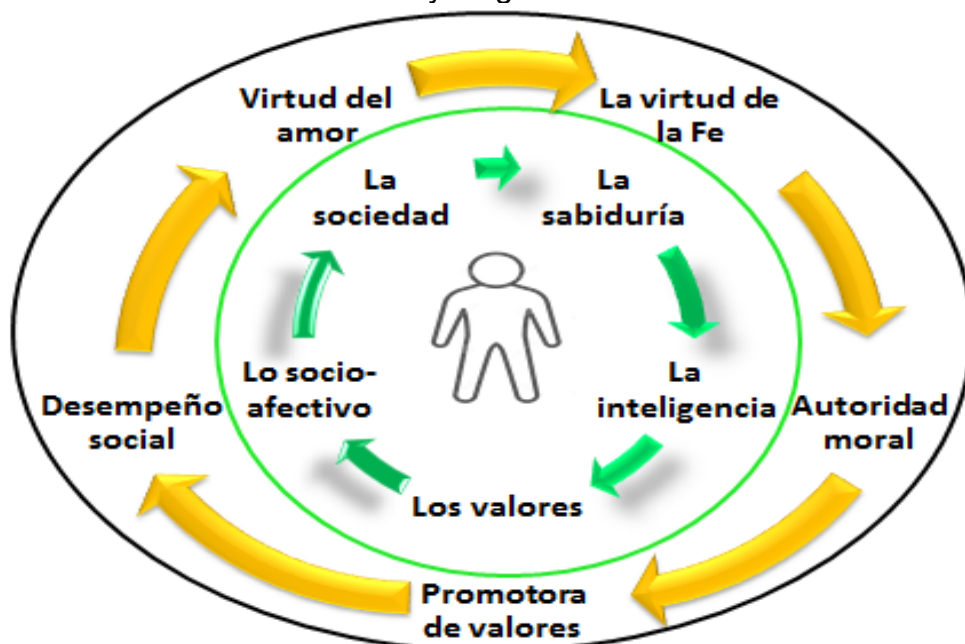 Virtud del
amor
La virtud de
la Fe
La
sociedad
La
sabiduría
Lo socio-
afectivo
La
inteligencia
Desempeño
social
Autoridad
moral
Los valores
Promotora
de valores